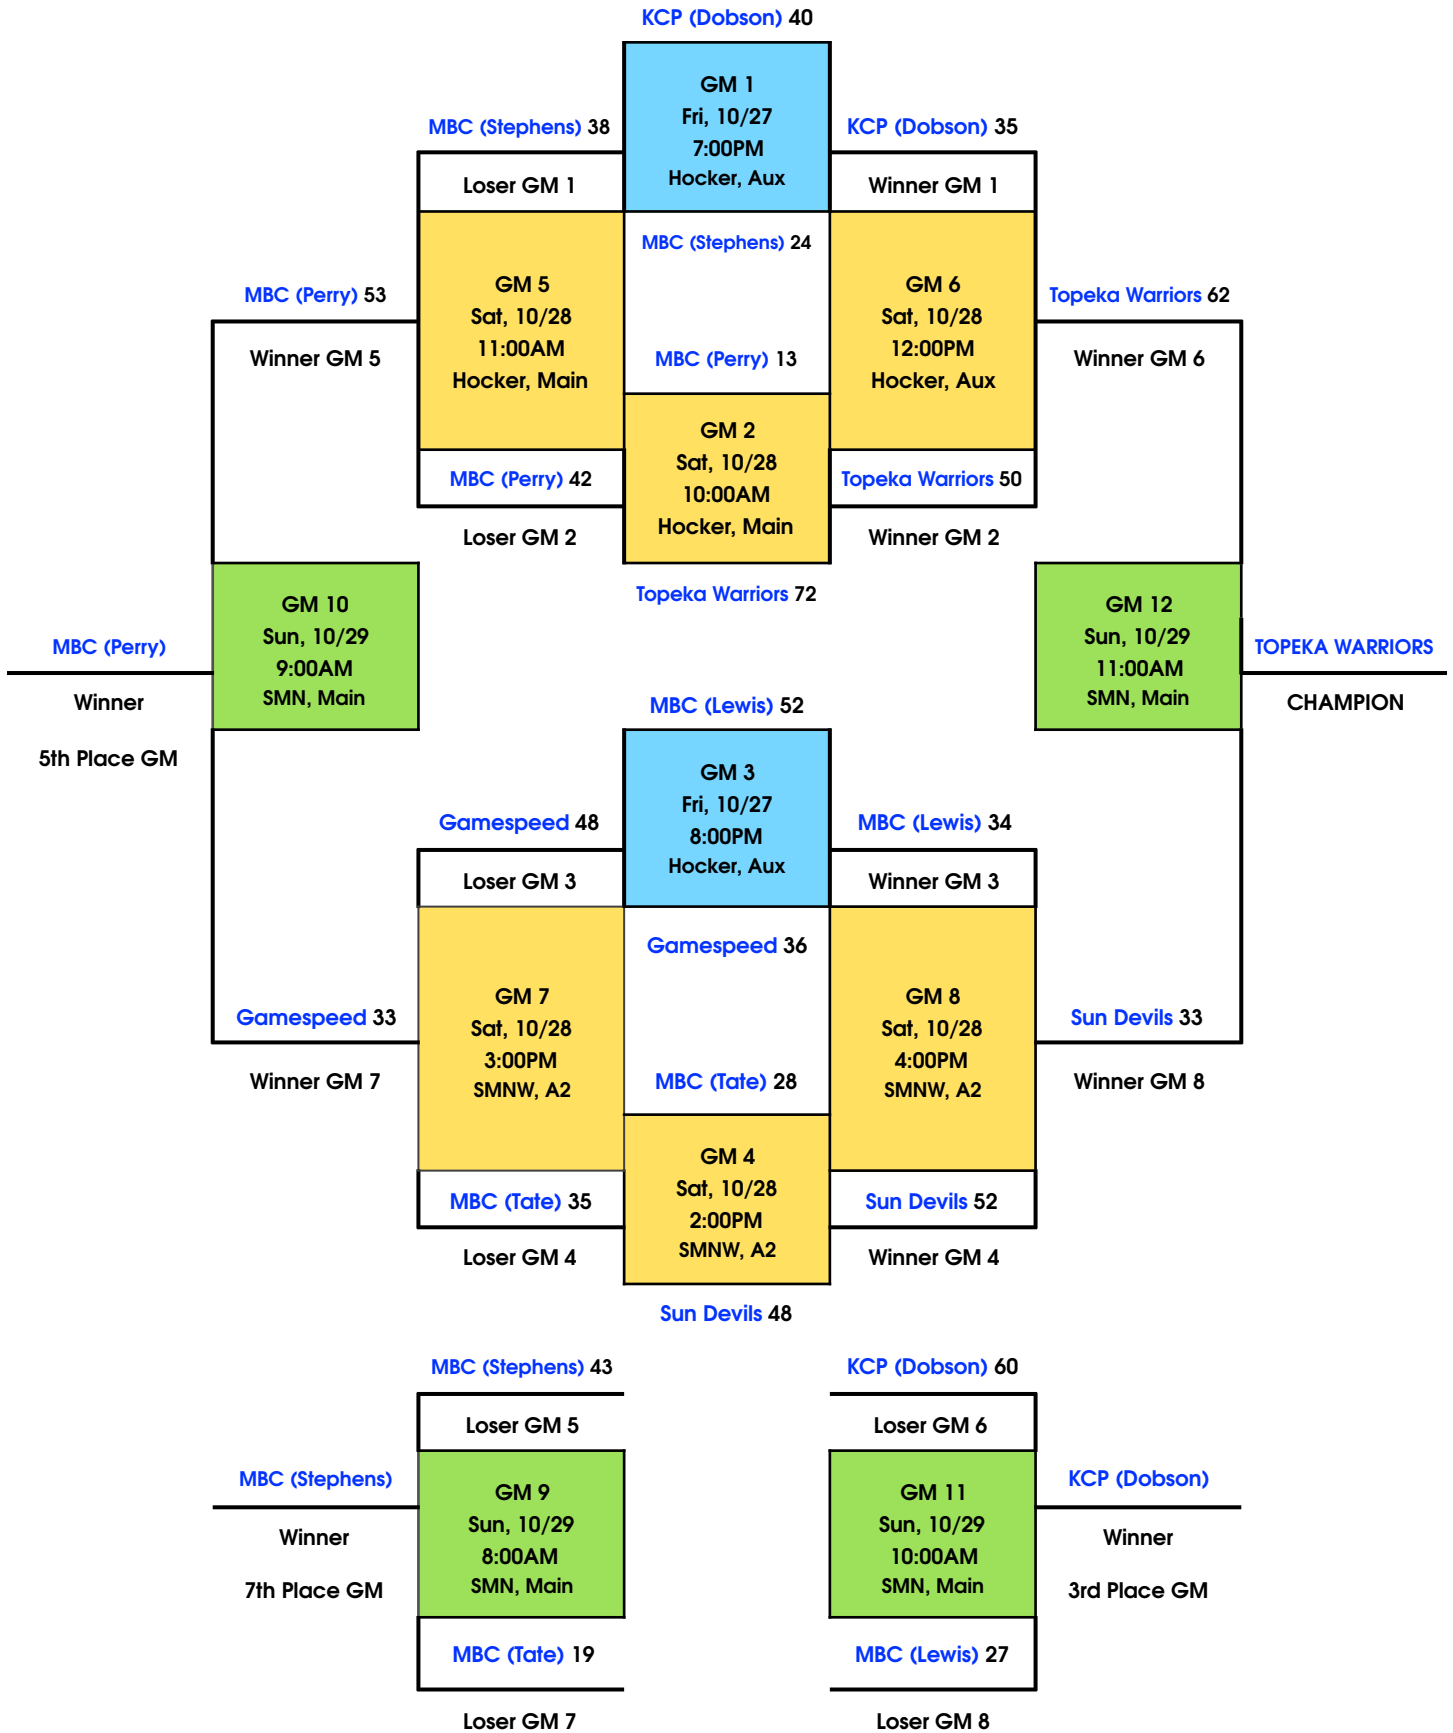 KCP (Dobson) 40
GM 1
Fri, 10/27
7:00PM
Hocker, Aux
MBC (Stephens) 38
Loser GM 1
KCP (Dobson) 35
Winner GM 1
MBC (Stephens) 24
GM 5
Sat, 10/28
11:00AM
Hocker, Main
GM 6
Sat, 10/28
12:00PM
Hocker, Aux
MBC (Perry) 53
Winner GM 5
Topeka Warriors 62
Winner GM 6
MBC (Perry) 13
GM 2
Sat, 10/28
10:00AM
Hocker, Main
MBC (Perry) 42
Loser GM 2
Topeka Warriors 50
Winner GM 2
Topeka Warriors 72
GM 10
Sun, 10/29
9:00AM
SMN, Main
MBC (Perry)
Winner
5th Place GM
GM 12
Sun, 10/29
11:00AM
SMN, Main
TOPEKA WARRIORS
CHAMPION
MBC (Lewis) 52
GM 3
Fri, 10/27
8:00PM
Hocker, Aux
Gamespeed 48
Loser GM 3
MBC (Lewis) 34
Winner GM 3
Gamespeed 36
GM 7
Sat, 10/28
3:00PM
SMNW, A2
GM 8
Sat, 10/28
4:00PM
SMNW, A2
Gamespeed 33
Winner GM 7
Sun Devils 33
Winner GM 8
MBC (Tate) 28
GM 4
Sat, 10/28
2:00PM
SMNW, A2
MBC (Tate) 35
Loser GM 4
Sun Devils 52
Winner GM 4
Sun Devils 48
MBC (Stephens) 43
Loser GM 5
GM 9
Sun, 10/29
8:00AM
SMN, Main
MBC (Stephens)
Winner
7th Place GM
MBC (Tate) 19
Loser GM 7
KCP (Dobson) 60
Loser GM 6
GM 11
Sun, 10/29
10:00AM
SMN, Main
KCP (Dobson)
Winner
3rd Place GM
MBC (Lewis) 27
Loser GM 8